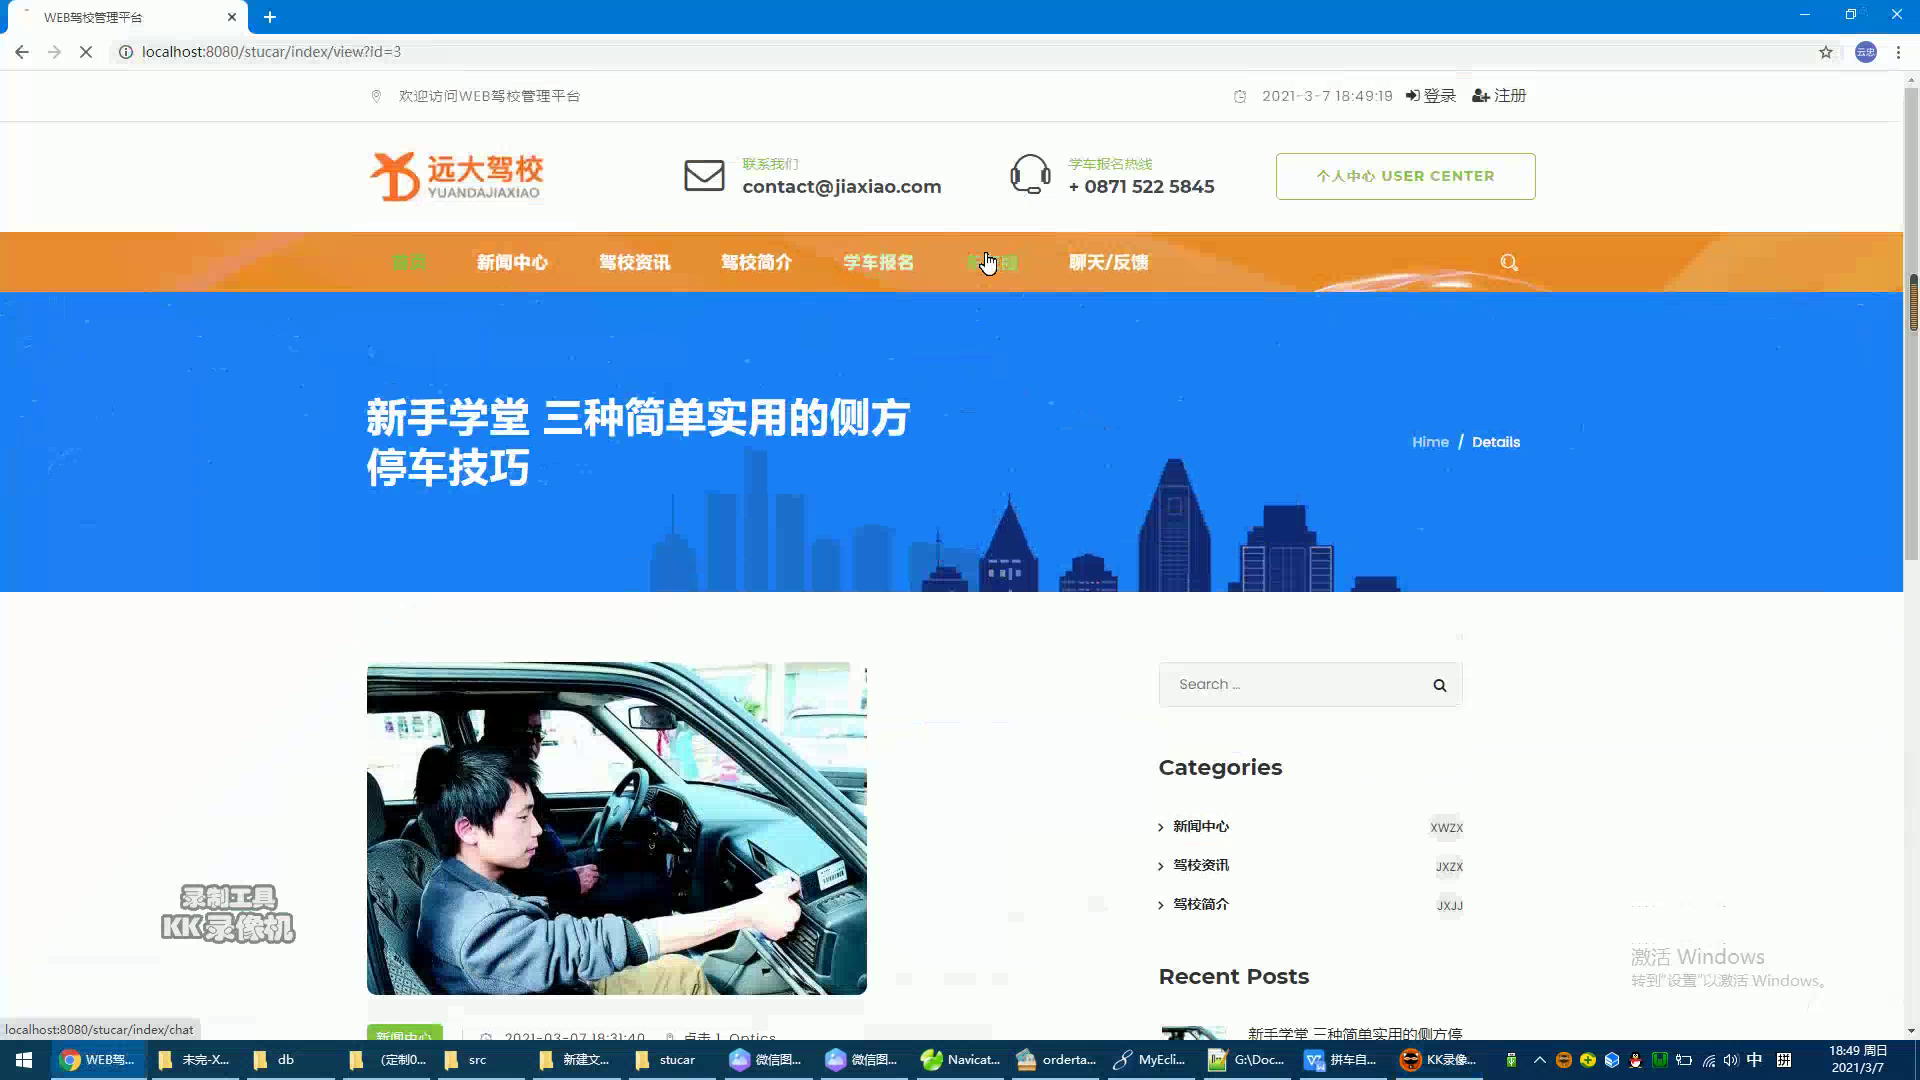 WEB驾校管理平台
localhost:8080/stucar/index/view?id=3
云忠
欢迎访问WEB驾校管理平台
2021-3-7 18:49:19 登录 注册
远大驾校
YUANDAJIAXIAO
联系我们
contact@jiaxiao.com
学车报名热线
+ 0871 522 5845
个人中心 USER CENTER
首页 新闻中心 驾校资讯 驾校简介 学车报名 聊天/反馈
新手学堂 三种简单实用的侧方
停车技巧
Hime / Details
Search ...
Categories
新闻中心 XWZX
驾校资讯 JXZX
驾校简介 JXJJ
Recent Posts
新手学堂 三种简单实用的侧方停
录制工具
KK录像机
激活 Windows
转到"设置"以激活 Windows。
新闻中心 2021-03-07 18:31:40 点击 1 Optics
localhost:8080/stucar/index/chat
WEB驾... 未完-X... db (定制0... src 新建文... stucar 微信图... 微信图... Navicat... orderta... MyEcli... G:\Doc... 拼车自... KK录像... 中 拼
18:49 周日
2021/3/7